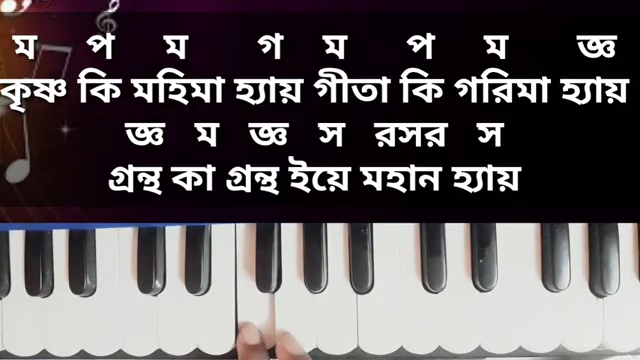 ম প ম গ ম প ম জ্ঞ
কৃষ্ণ কি মহিমা হ্যায় গীতা কি গরিমা হ্যায়
জ্ঞ ম জ্ঞ স রসর স
গ্রন্থ কা গ্রন্থ ইয়ে মহান হ্যায়